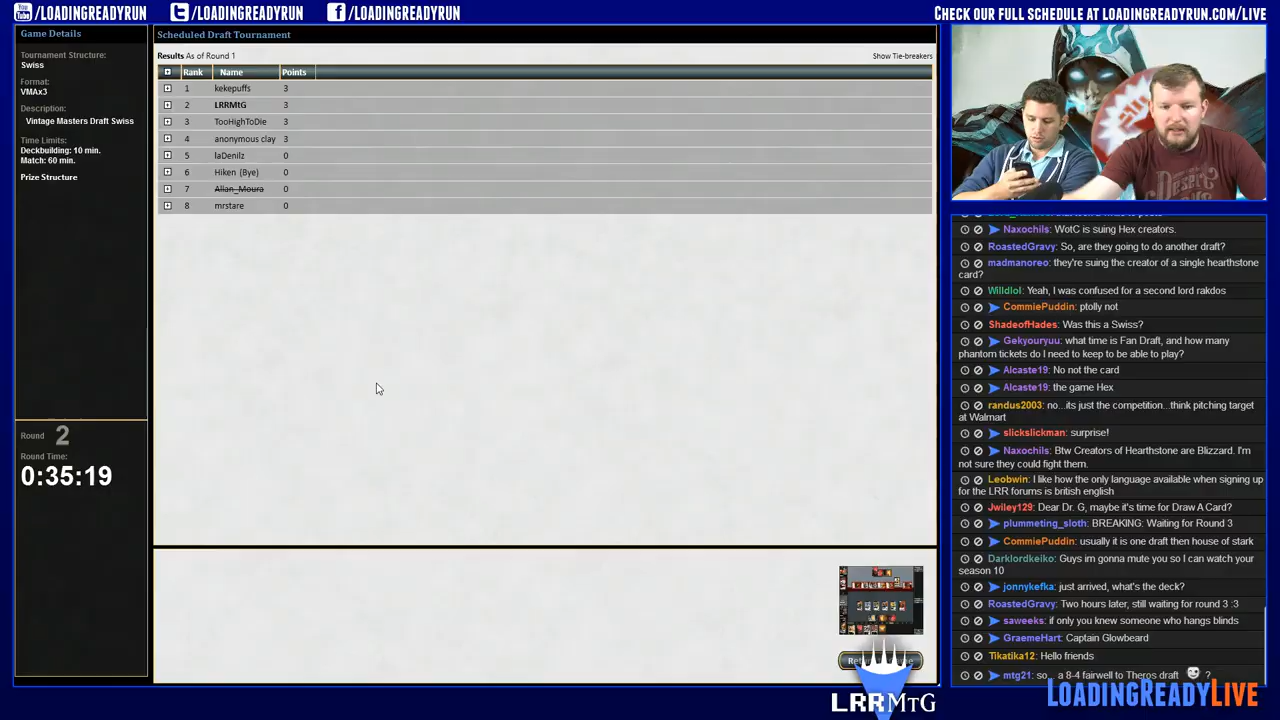 /LOADINGREADYRUN /LOADINGREADYRUN /LOADINGREADYRUN CHECK OUR FULL SCHEDULE AT LOADINGREADYRUN.COM/LIVE
Game Details
Tournament Structure:
Swiss
Format:
VMAx3
Description:
Vintage Masters Draft Swiss
Time Limits:
Deckbuilding: 10 min.
Match: 60 min.
Prize Structure
Round 2
Round Time:
0:35:19
Scheduled Draft Tournament
Results As of Round 1 Show Tie-breakers
Rank Name Points
1 kekepuffs 3
2 LRRMtG 3
3 TooHighToDie 3
4 anonymous clay 3
5 laDenilz 0
6 Hiken (Bye) 0
7 Allan_Moura 0
8 mrstare 0
LRRMTG
Naxochils: WotC is suing Hex creators.
RoastedGravy: So, are they going to do another draft?
madmanoreo: they're suing the creator of a single hearthstone
card?
Willdlol: Yeah, I was confused for a second lord rakdos
CommiePuddin: ptolly not
ShadeofHades: Was this a Swiss?
Gekyouryuu: what time is Fan Draft, and how many
phantom tickets do I need to keep to be able to play?
Alcaste19: No not the card
Alcaste19: the game Hex
randus2003: no...its just the competition...think pitching target
at Walmart
slickslickman: surprise!
Naxochils: Btw Creators of Hearthstone are Blizzard. I'm
not sure they could fight them.
Leobwin: I like how the only language available when signing up
for the LRR forums is british english
Jwiley129: Dear Dr. G, maybe it's time for Draw A Card?
plummeting_sloth: BREAKING: Waiting for Round 3
CommiePuddin: usually it is one draft then house of stark
Darklordkeiko: Guys im gonna mute you so I can watch your
season 10
jonnykefka: just arrived, what's the deck?
RoastedGravy: Two hours later, still waiting for round 3 :3
saweeks: if only you knew someone who hangs blinds
GraemeHart: Captain Glowbeard
Tikatika12: Hello friends
mtg21: so... a 8-4 fairwell to Theros draft ?
LOADINGREADYLIVE